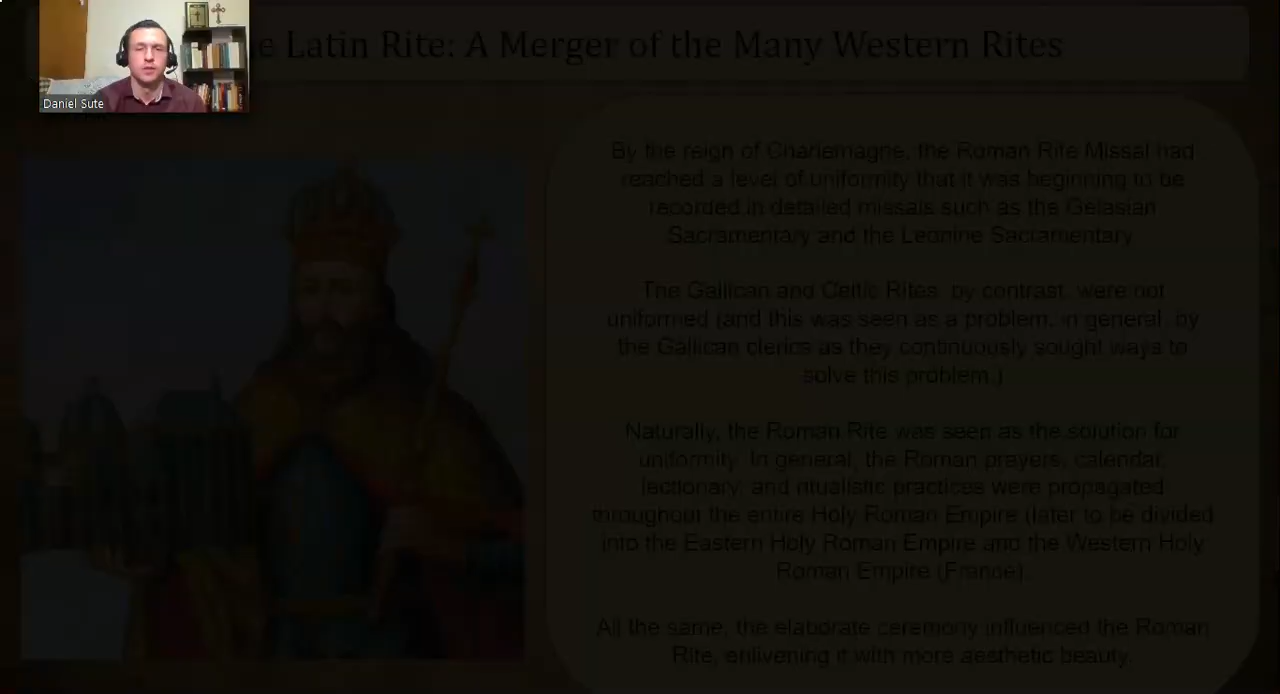 e Latin Rite: A Merger of the Many Western Rites
Daniel Sute
By the reign of Charlemagne, the Roman Rite Missal had
reached a level of uniformity that it was beginning to be
recorded in detailed missals such as the Gelasian
Sacramentary and the Leonine Sacramentary
The Gallican and Celtic Rites, by contrast, were not
uniformed (and this was seen as a problem, in general, by
the Gallican clerics as they continuously sought ways to
solve this problem.)
Naturally, the Roman Rite was seen as the solution for
uniformity. In general, the Roman prayers, calendar,
lectionary, and ritualistic practices were propagated
throughout the entire Holy Roman Empire (later to be divided
into the Eastern Holy Roman Empire and the Western Holy
Roman Empire (France).
All the same, the elaborate ceremony influenced the Roman
Rite, enlivening it with more aesthetic beauty.